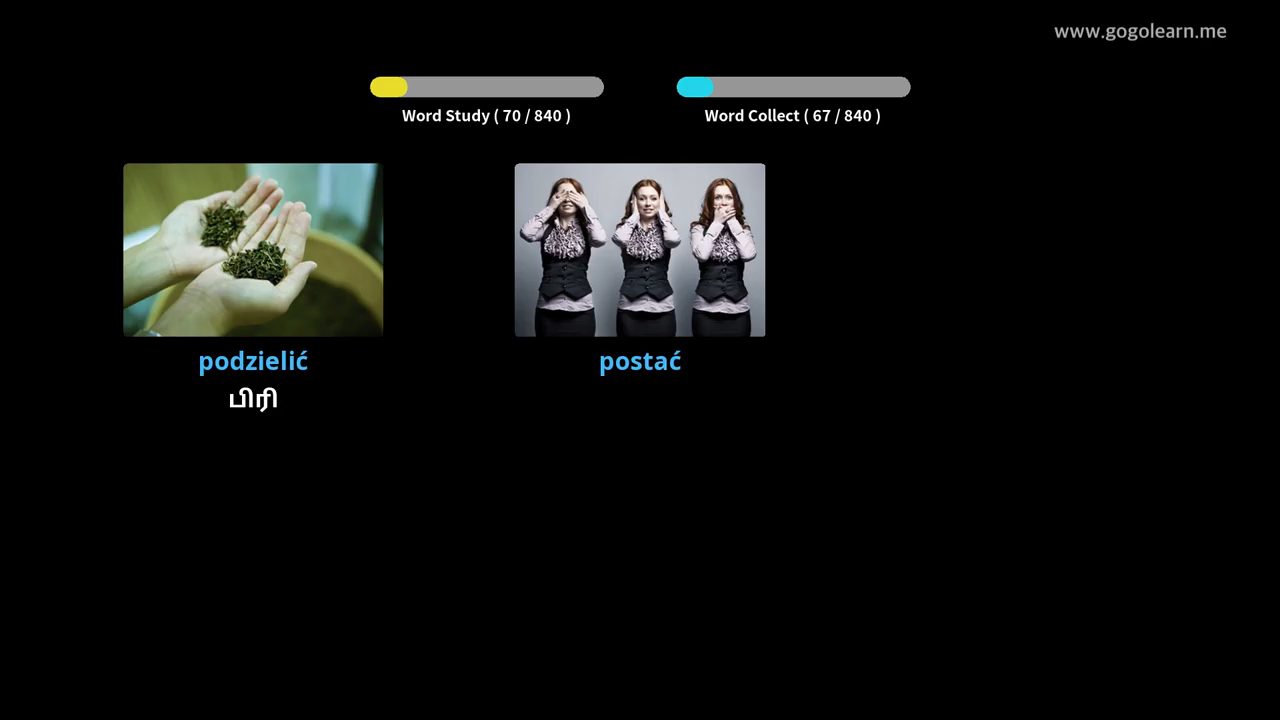 www.gogolearn.me
Word Study ( 70 / 840 )
Word Collect ( 67 / 840 )
podzielić
பிரி
postać